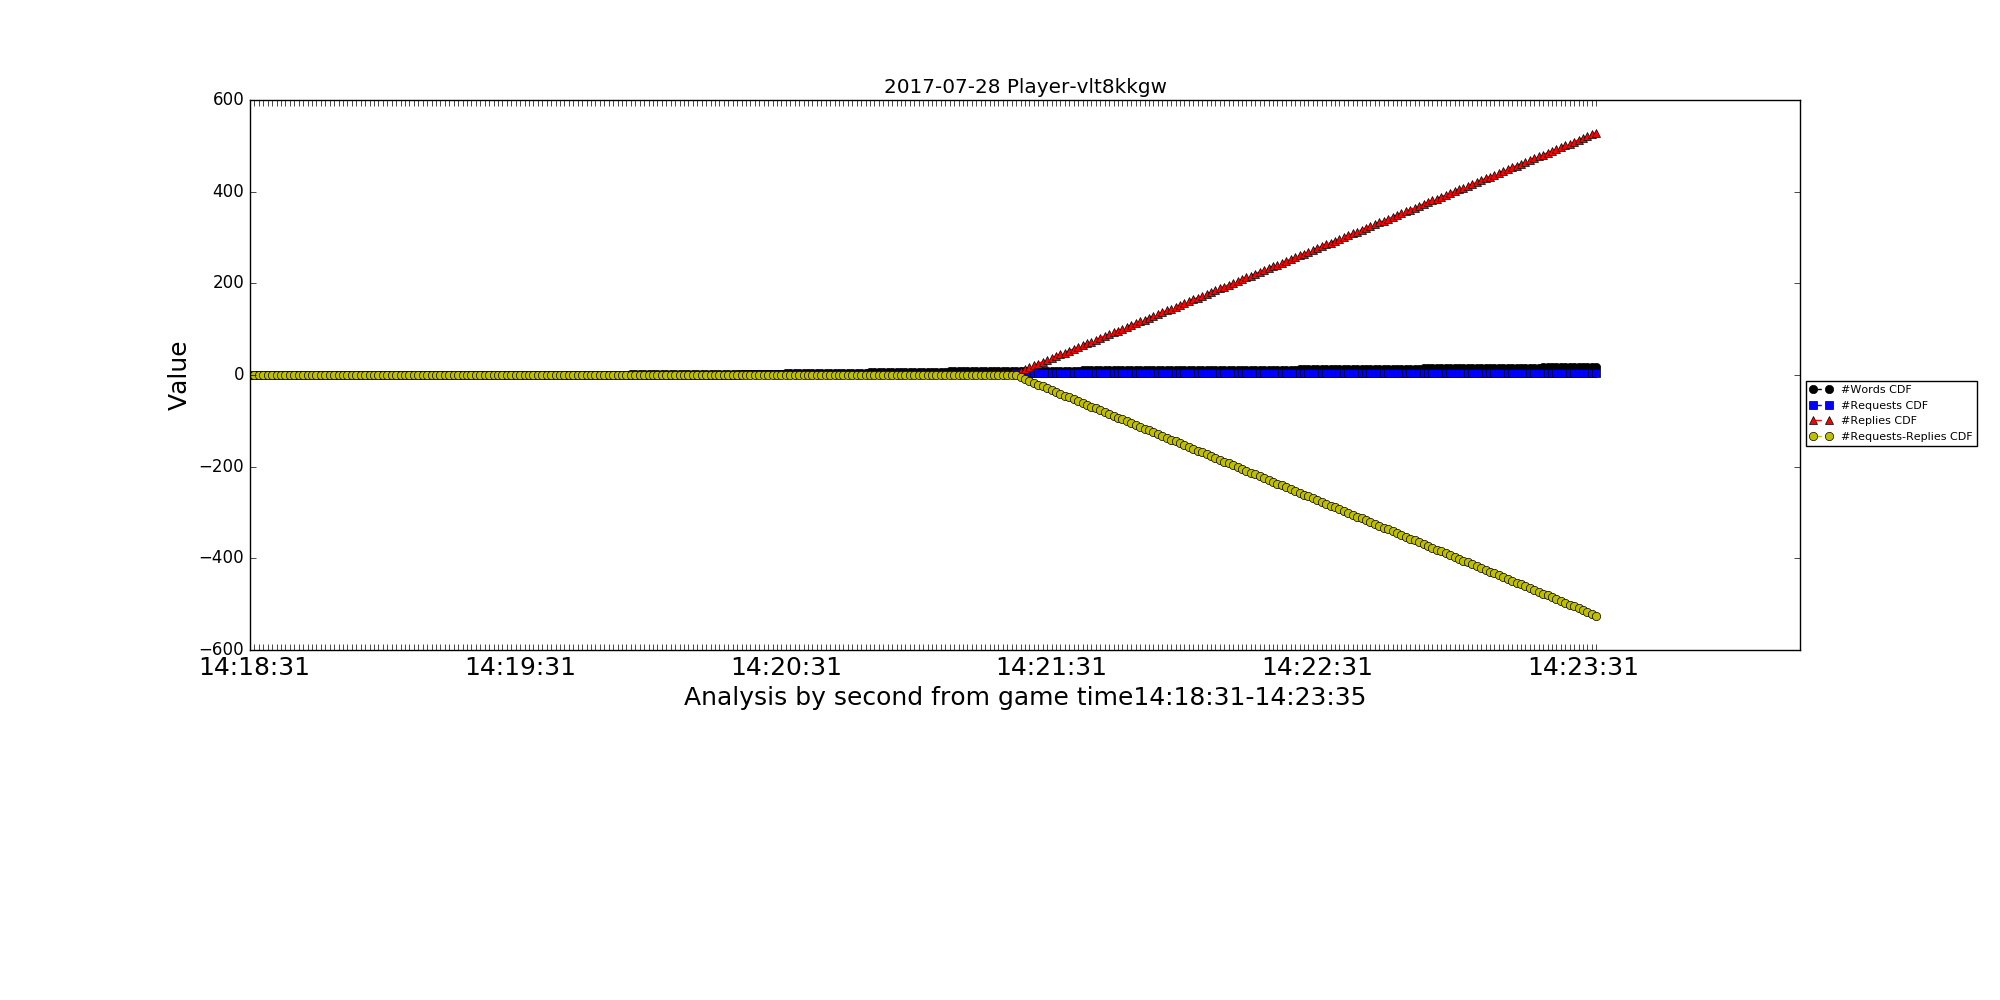 2017-07-28 Player-vlt8kkgw
600
400
200
0
−200
−400
−600
Value
14:18:31 14:19:31 14:20:31 14:21:31 14:22:31 14:23:31
Analysis by second from game time14:18:31-14:23:35
#Words CDF
#Requests CDF
#Replies CDF
#Requests-Replies CDF